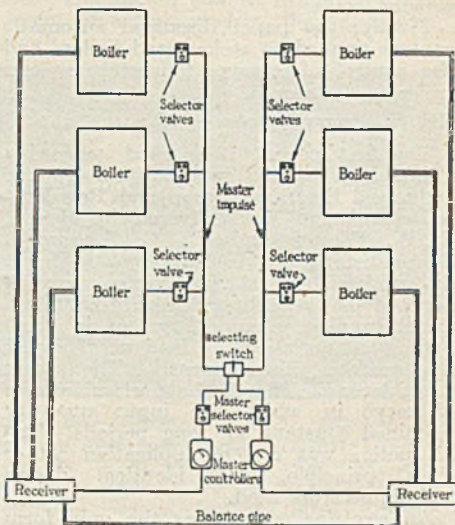 Boiler
Boiler
Selector
valves
Selector
valves
Boiler
Boiler
Master
impulse
Selector
valve
Selector
valve
Boiler
Boiler
selecting
switch
Master
selector
valves
Master
controllers
Receiver
Receiver
Balance pipe